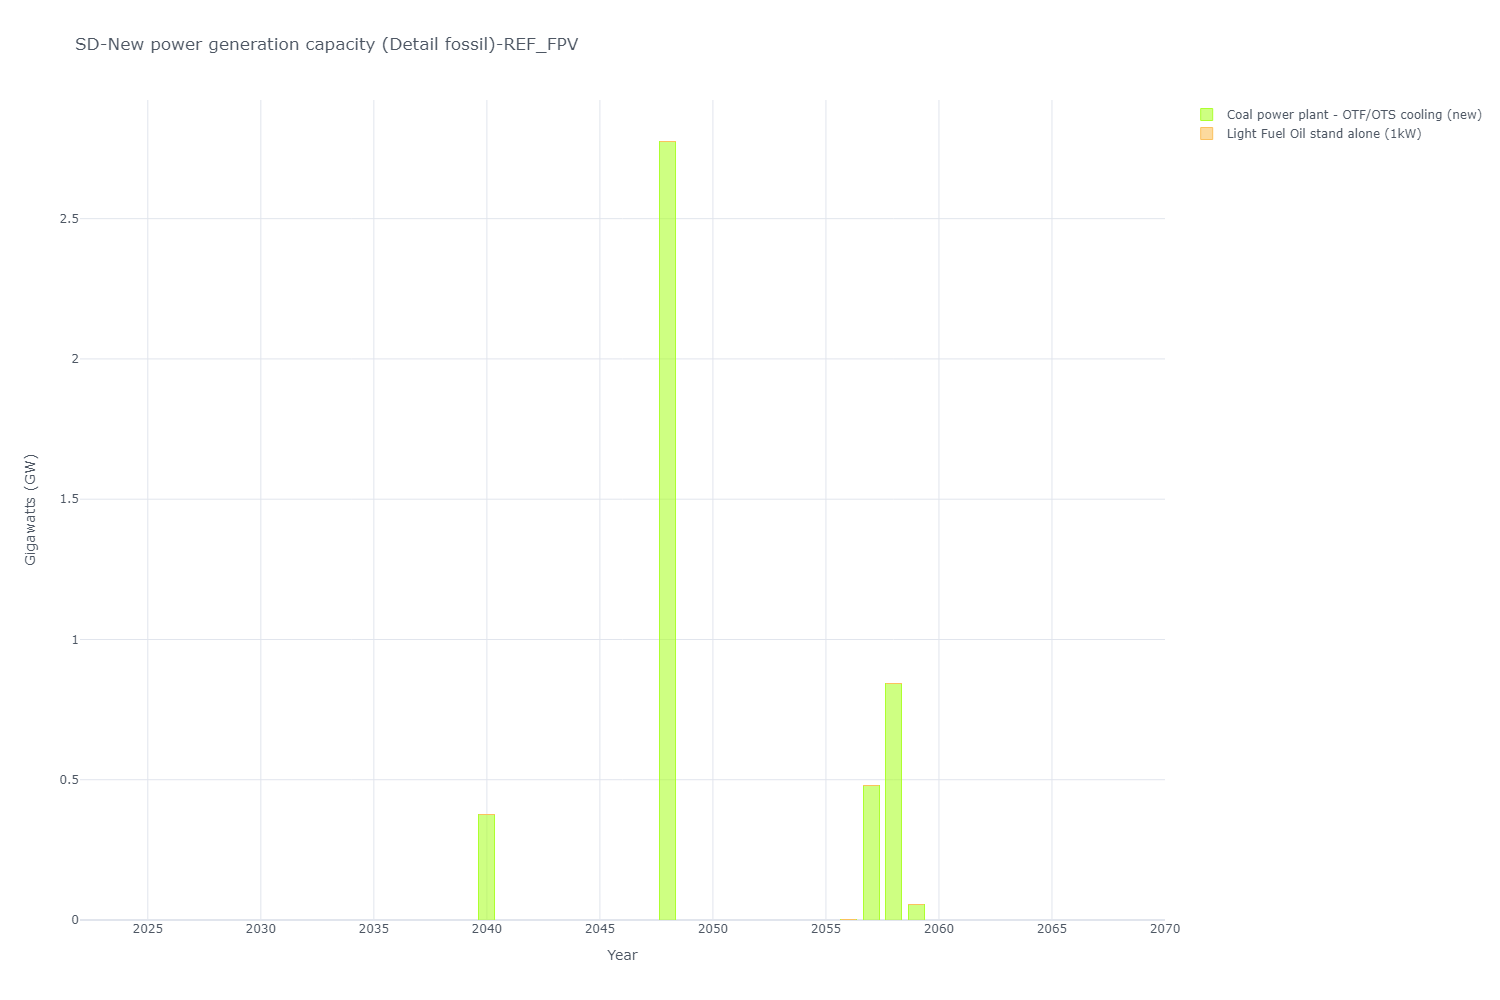 SD-New power generation capacity (Detail fossil)-REF_FPV
Coal power plant - OTF/OTS cooling (new)
Light Fuel Oil stand alone (1kW)
Gigawatts (GW)
2.5
2
1.5
1
0.5
0
2025 2030 2035 2040 2045 2050 2055 2060 2065 2070
Year